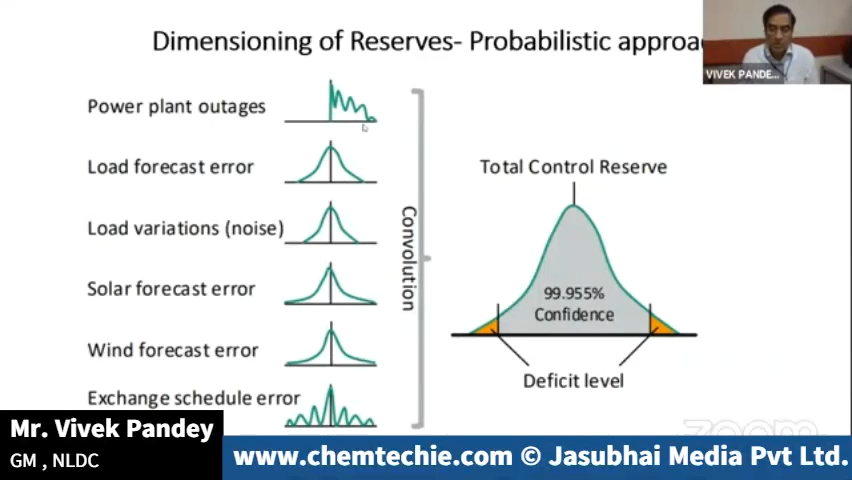 Dimensioning of Reserves- Probabilistic
VIVEK PANDE...
Power plant outages
Load forecast error
Load variations (noise)
Solar forecast error
Wind forecast error
Exchange schedule error
Convolution
Total Control Reserve
99.955%
Confidence
Deficit level
zoom
Mr. Vivek Pandey
GM , NLDC
www.chemtechie.com © Jasubhai Media Pvt Ltd.